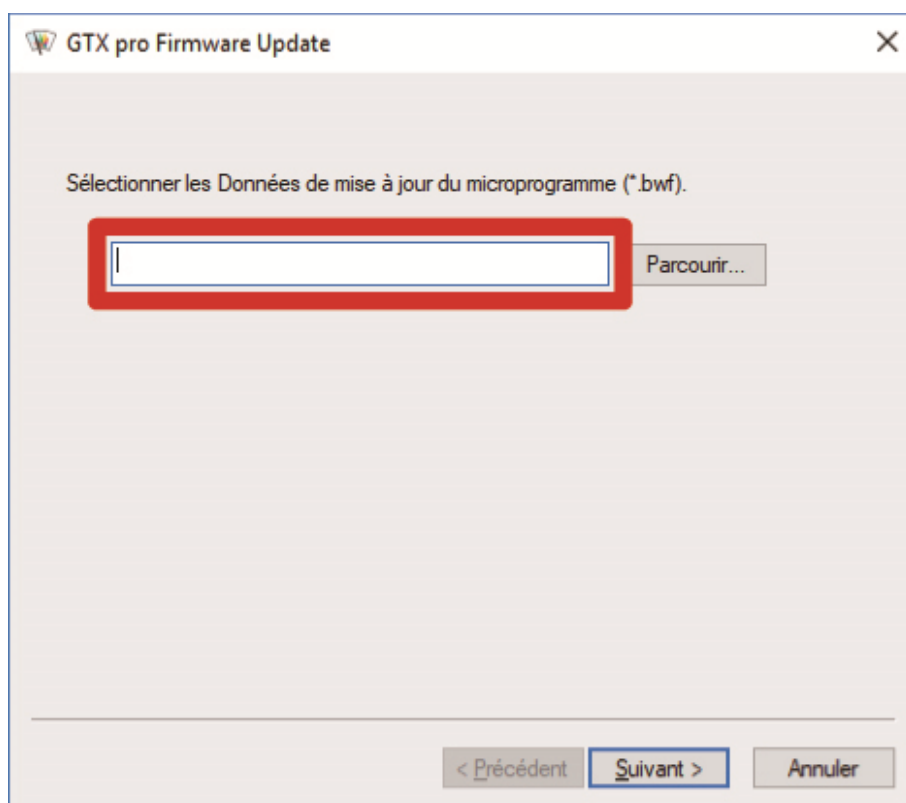 GTX pro Firmware Update
Sélectionner les Données de mise à jour du microprogramme (*.bwf).
Parcourir...
< Précédent Suivant > Annuler